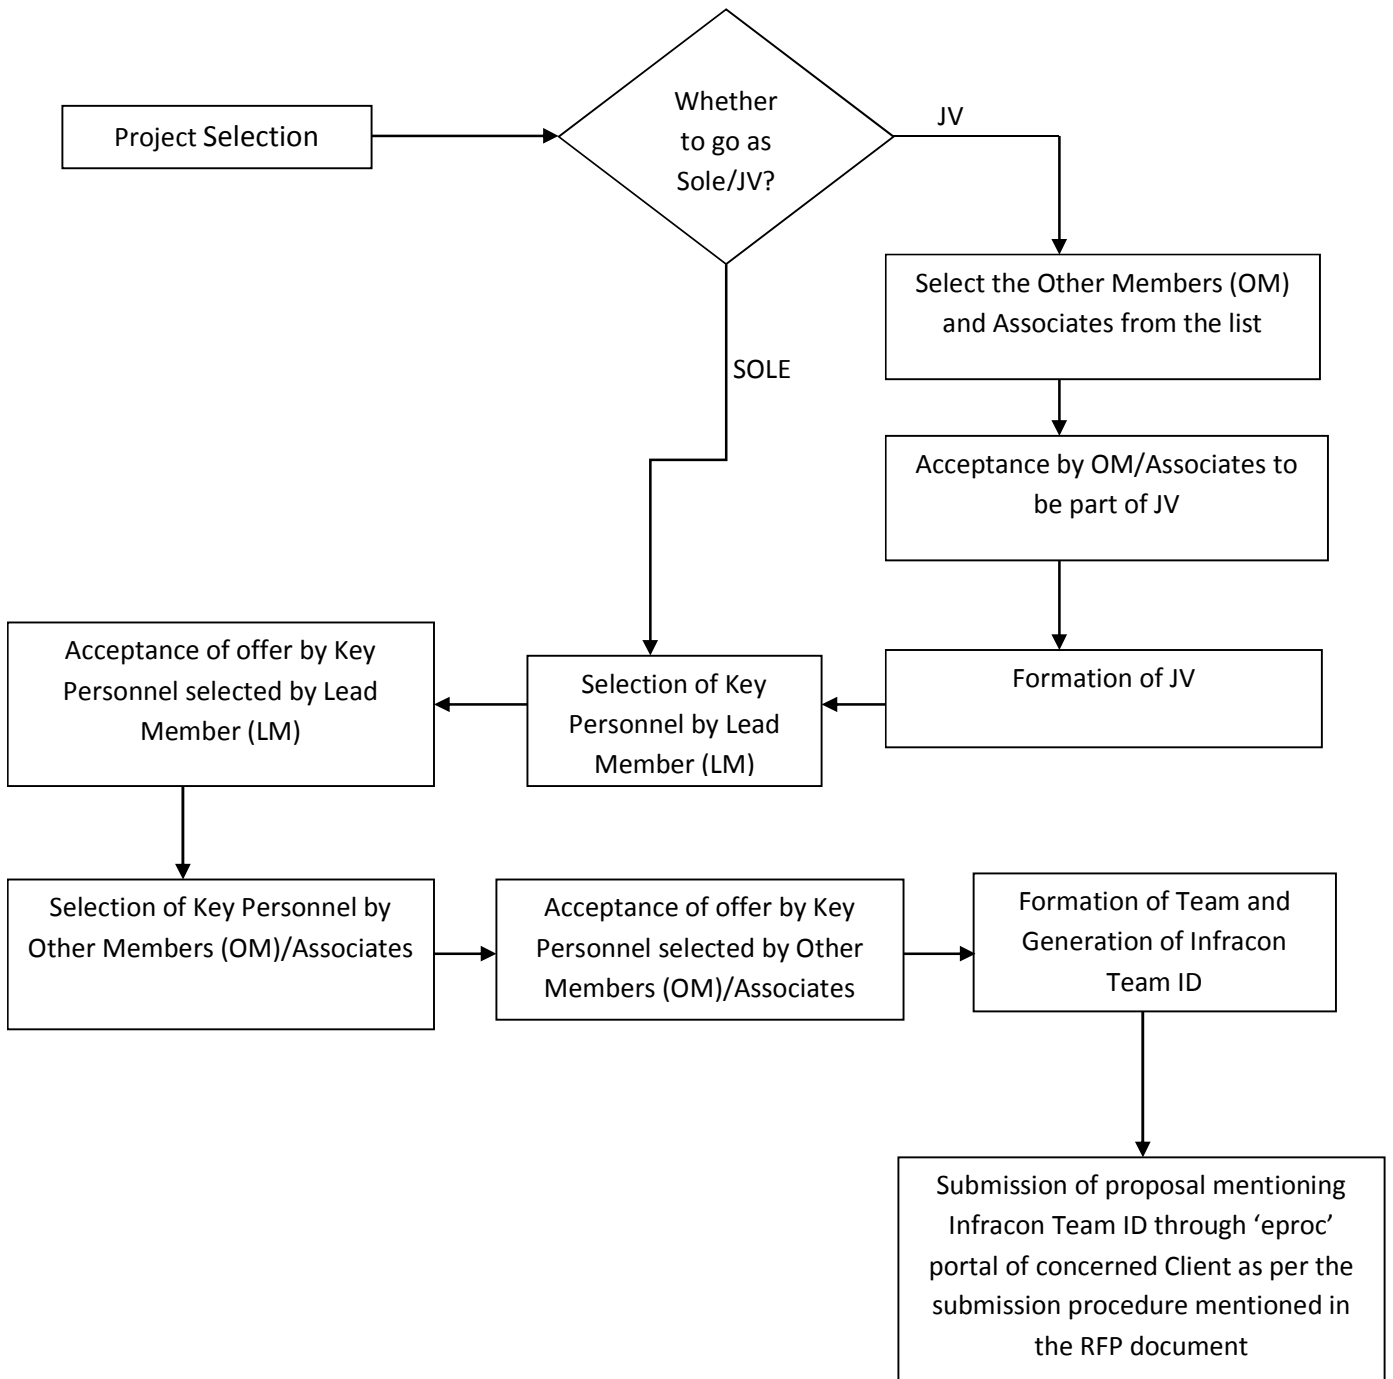 Project Selection
Whether
to go as
Sole/JV?
JV
Select the Other Members (OM)
and Associates from the list
SOLE
Acceptance by OM/Associates to
be part of JV
Formation of JV
Selection of Key
Personnel by Lead
Member (LM)
Acceptance of offer by Key
Personnel selected by Lead
Member (LM)
Selection of Key Personnel by
Other Members (OM)/Associates
Acceptance of offer by Key
Personnel selected by Other
Members (OM)/Associates
Formation of Team and
Generation of Infracon
Team ID
Submission of proposal mentioning
Infracon Team ID through ‘eproc’
portal of concerned Client as per the
submission procedure mentioned in
the RFP document